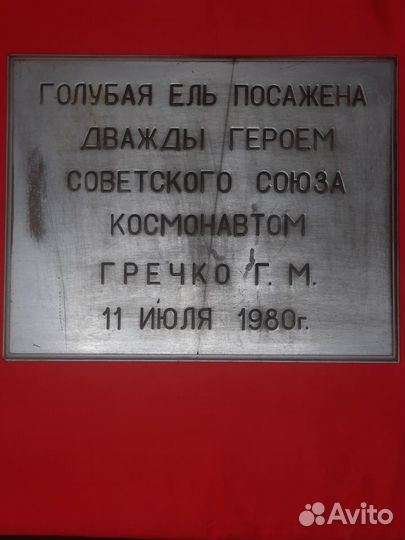 ГОЛУБАЯ ЕЛЬ ПОСАЖЕНА
ДВАЖДЫ ГЕРОЕМ
СОВЕТСКОГО СОЮЗА
КОСМОНАВТОМ
ГРЕЧКО Г. М.
11 ИЮЛЯ 1980г.
Avito